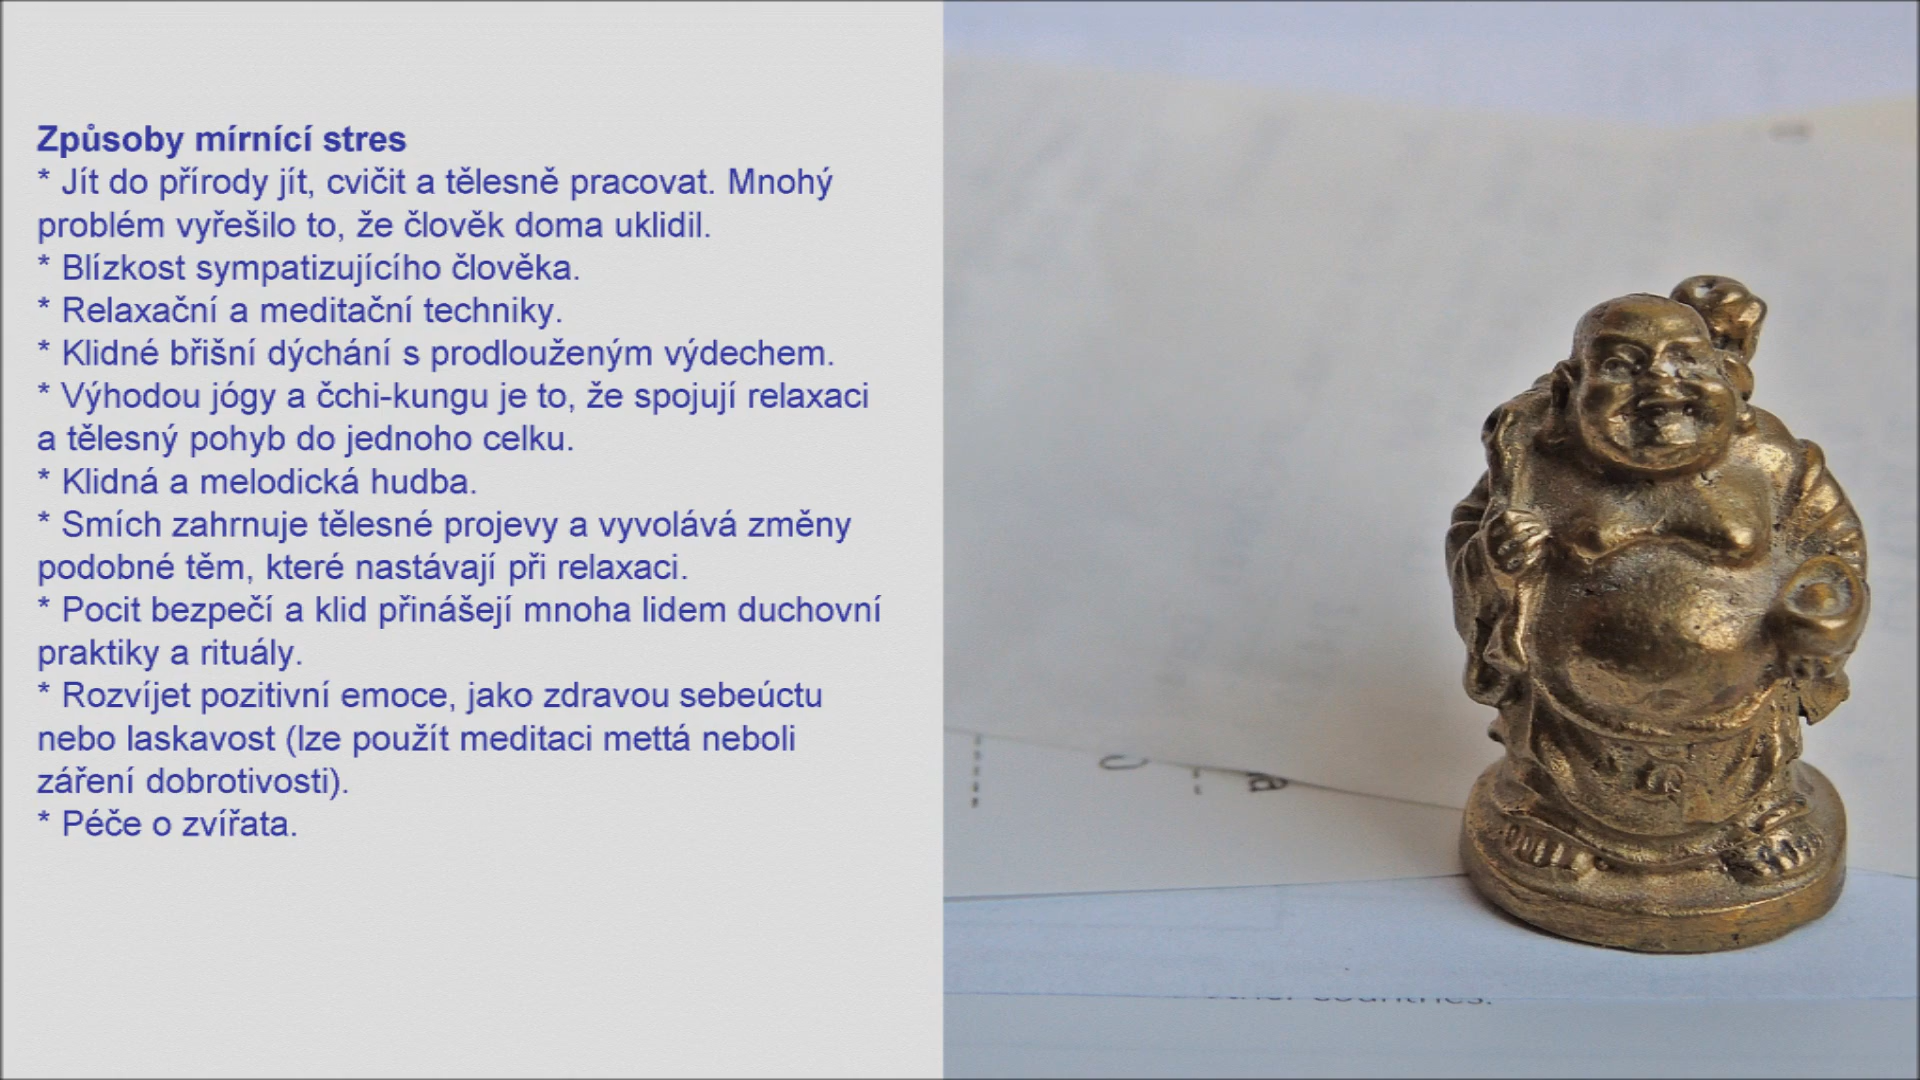 Způsoby mírnící stres
* Jít do přírody jít, cvičit a tělesně pracovat. Mnohý
problém vyřešilo to, že člověk doma uklidil.
* Blízkost sympatizujícího člověka.
* Relaxační a meditační techniky.
* Klidné břišní dýchání s prodlouženým výdechem.
* Výhodou jógy a čchi-kungu je to, že spojují relaxaci
a tělesný pohyb do jednoho celku.
* Klidná a melodická hudba.
* Smích zahrnuje tělesné projevy a vyvolává změny
podobné těm, které nastávají při relaxaci.
* Pocit bezpečí a klid přinášejí mnoha lidem duchovní
praktiky a rituály.
* Rozvíjet pozitivní emoce, jako zdravou sebeúctu
nebo laskavost (lze použít meditaci mettá neboli
záření dobrotivosti).
* Péče o zvířata.
countries.